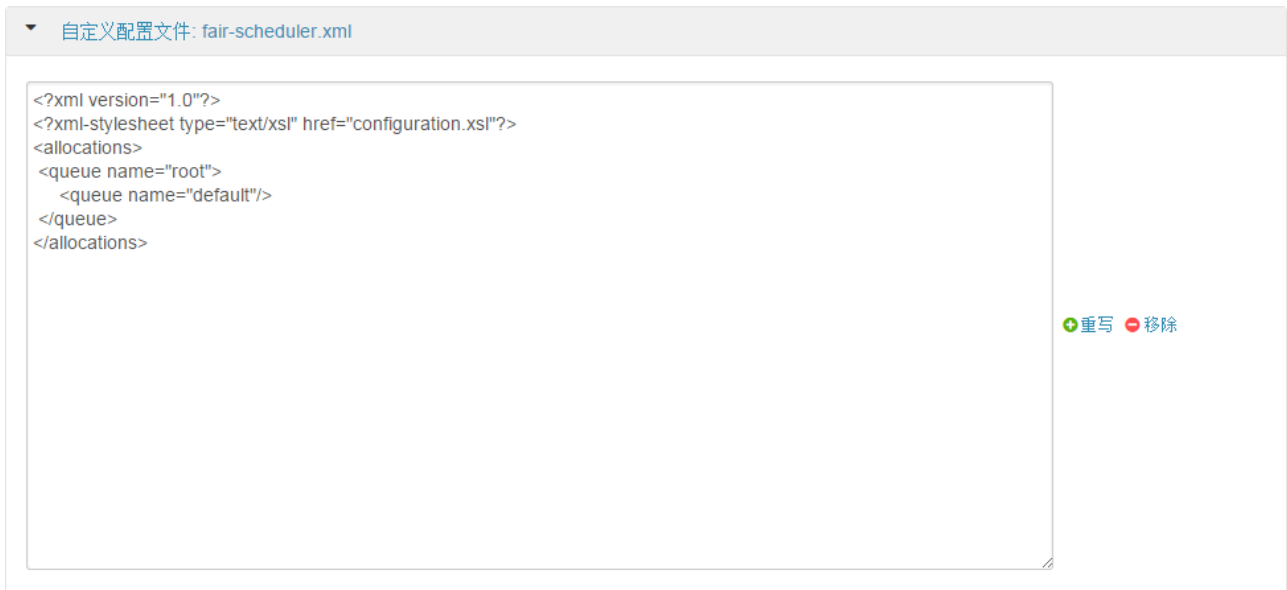 自定义配置文件: fair-scheduler.xml
<?xml version="1.0"?>
<?xml-stylesheet type="text/xsl" href="configuration.xsl"?>
<allocations>
 <queue name="root">
    <queue name="default"/>
 </queue>
</allocations>
重写 移除